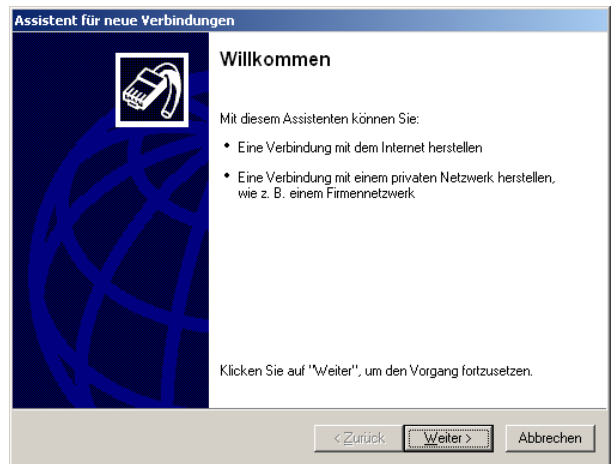 Assistent für neue Verbindungen
Willkommen
Mit diesem Assistenten können Sie:
• Eine Verbindung mit dem Internet herstellen
• Eine Verbindung mit einem privaten Netzwerk herstellen,
wie z. B. einem Firmennetzwerk
Klicken Sie auf "Weiter", um den Vorgang fortzusetzen.
< Zurück Weiter > Abbrechen